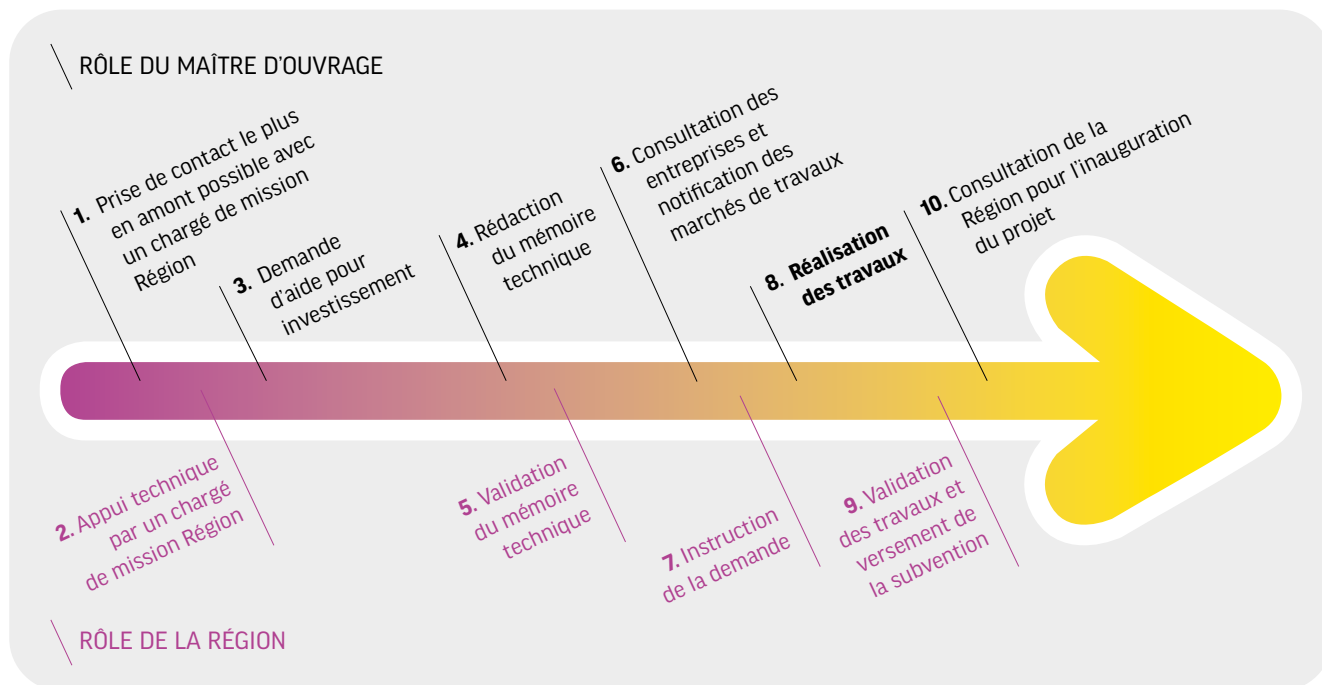 RÔLE DU MAÎTRE D'OUVRAGE
1. Prise de contact le plus
en amont possible avec
un chargé de mission
Région
2. Appui technique
par un chargé
de mission Région
3. Demande
d'aide pour
investissement
4. Rédaction
du mémoire
technique
5. Validation
du mémoire
technique
6. Consultation des
entreprises et
notification des
marchés de travaux
7. Instruction
de la demande
8. Réalisation
des travaux
9. Validation
des travaux et
versement de
la subvention
10. Consultation de la
Région pour l'inauguration
du projet
RÔLE DE LA RÉGION